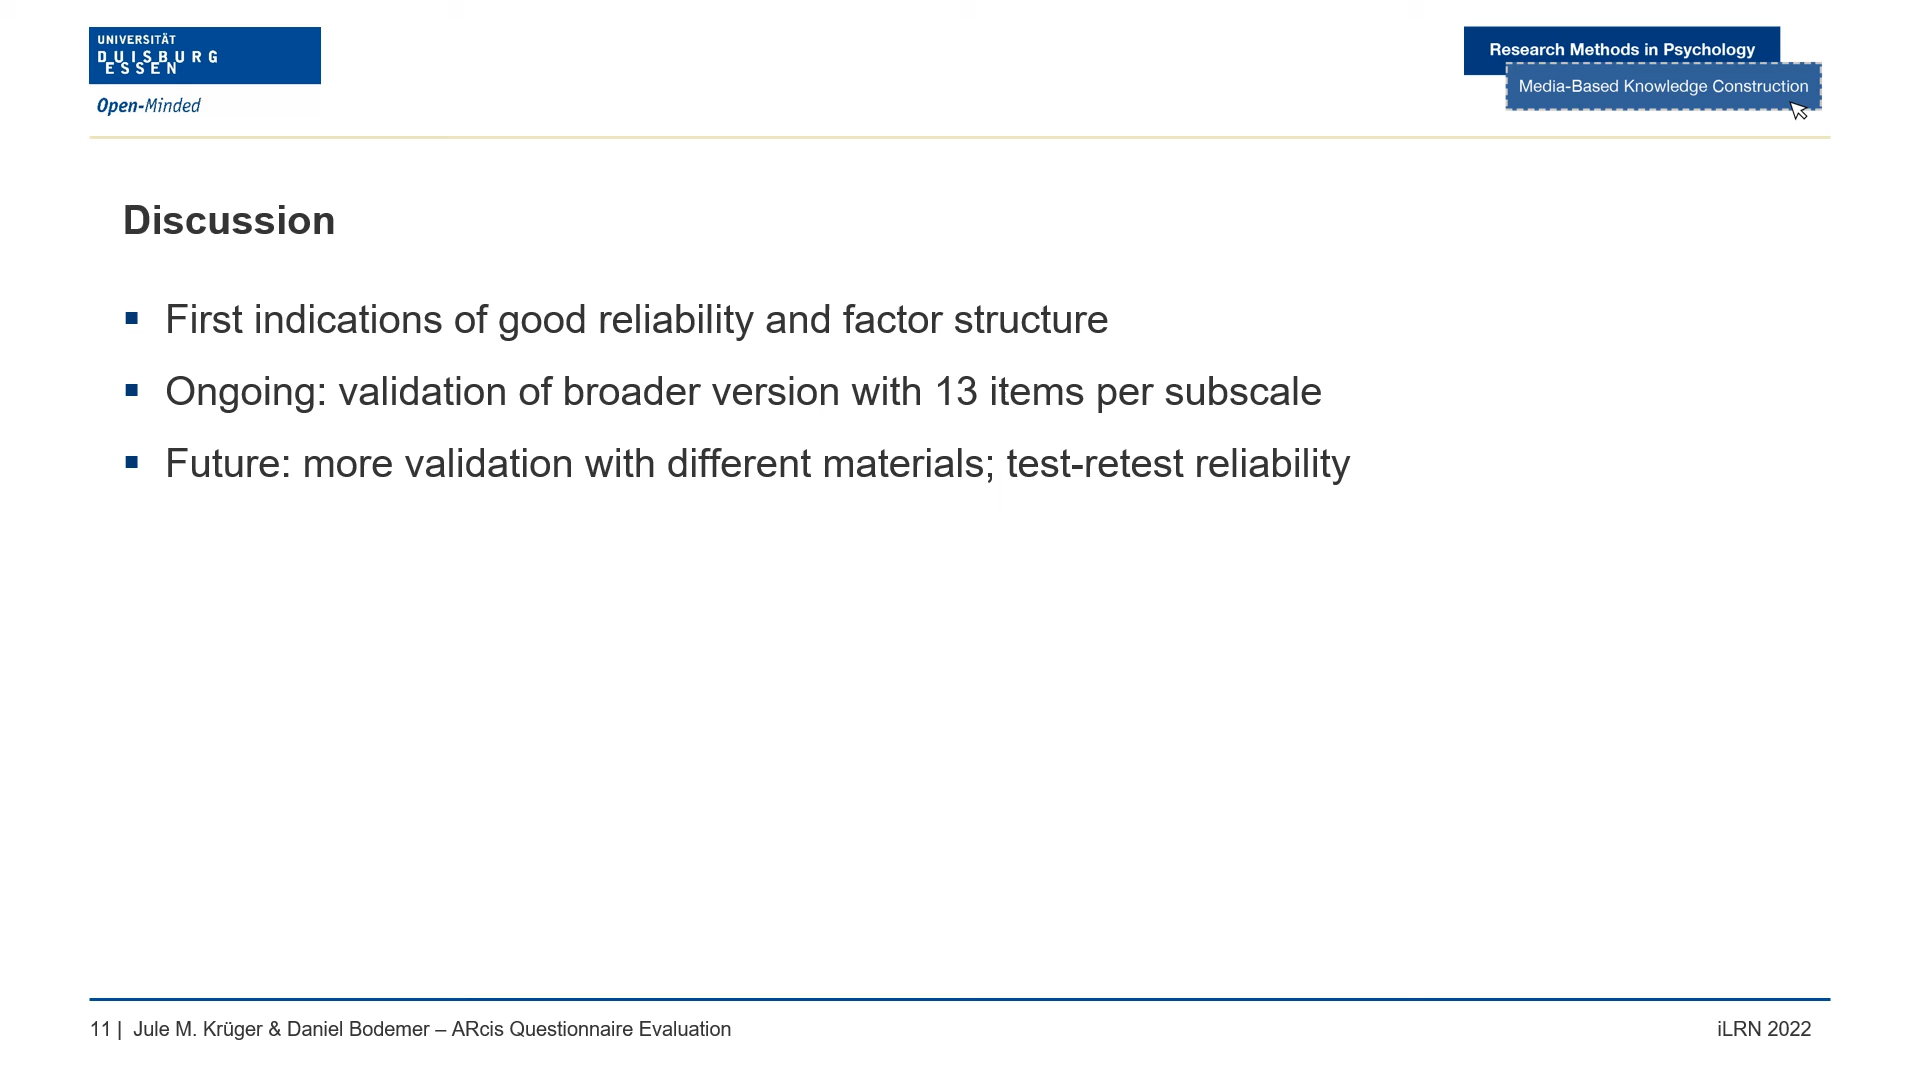 UNIVERSITÄT
DUISBURG
ESSEN
Open-Minded
Research Methods in Psychology
Media-Based Knowledge Construction
Discussion
▪ First indications of good reliability and factor structure
▪ Ongoing: validation of broader version with 13 items per subscale
▪ Future: more validation with different materials; test-retest reliability
11 | Jule M. Krüger & Daniel Bodemer – ARcis Questionnaire Evaluation
iLRN 2022